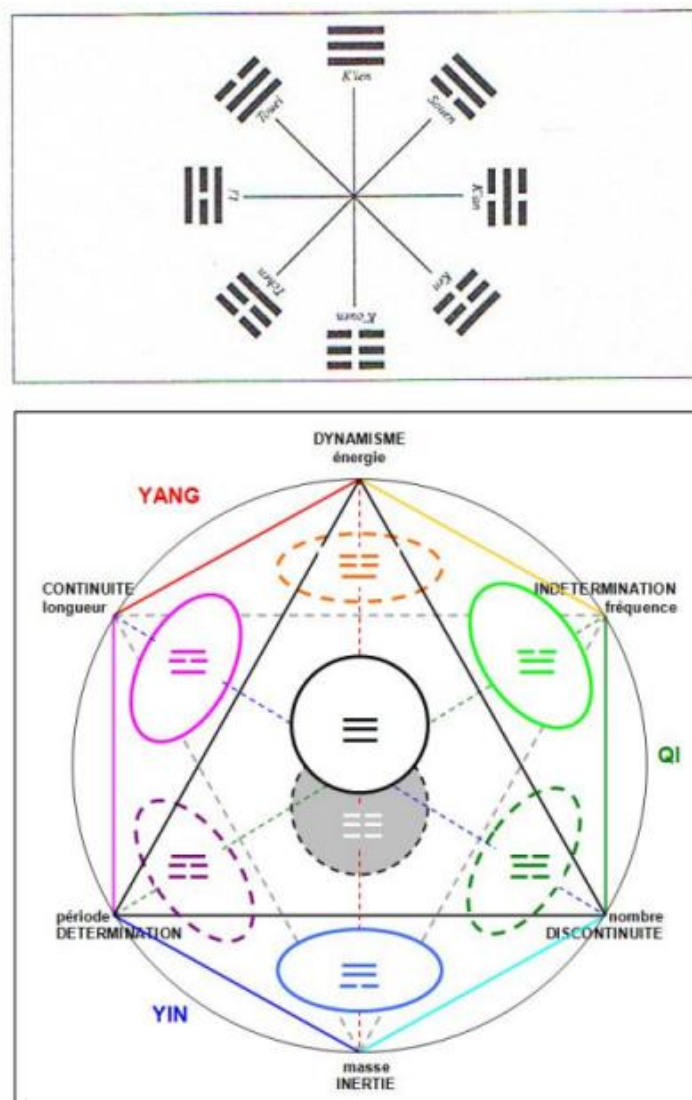 K'ien
Touei
Souen
Li
K'an
Tchen
Ken
K'ouen
DYNAMISME
énergie
YANG
CONTINUITE
longueur
INDETERMINATION
fréquence
QI
période
DETERMINATION
nombre
DISCONTINUITE
YIN
masse
INERTIE